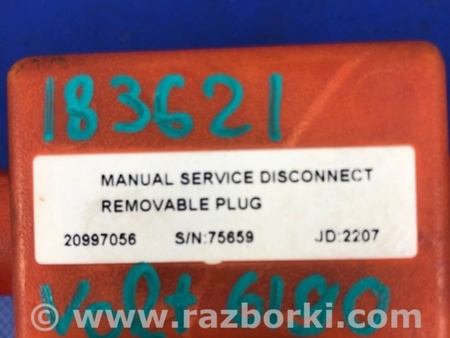 183621
MANUAL SERVICE DISCONNECT
REMOVABLE PLUG
20997056 S/N:75659 JD:2207
Volt 6180
www.razborki.com